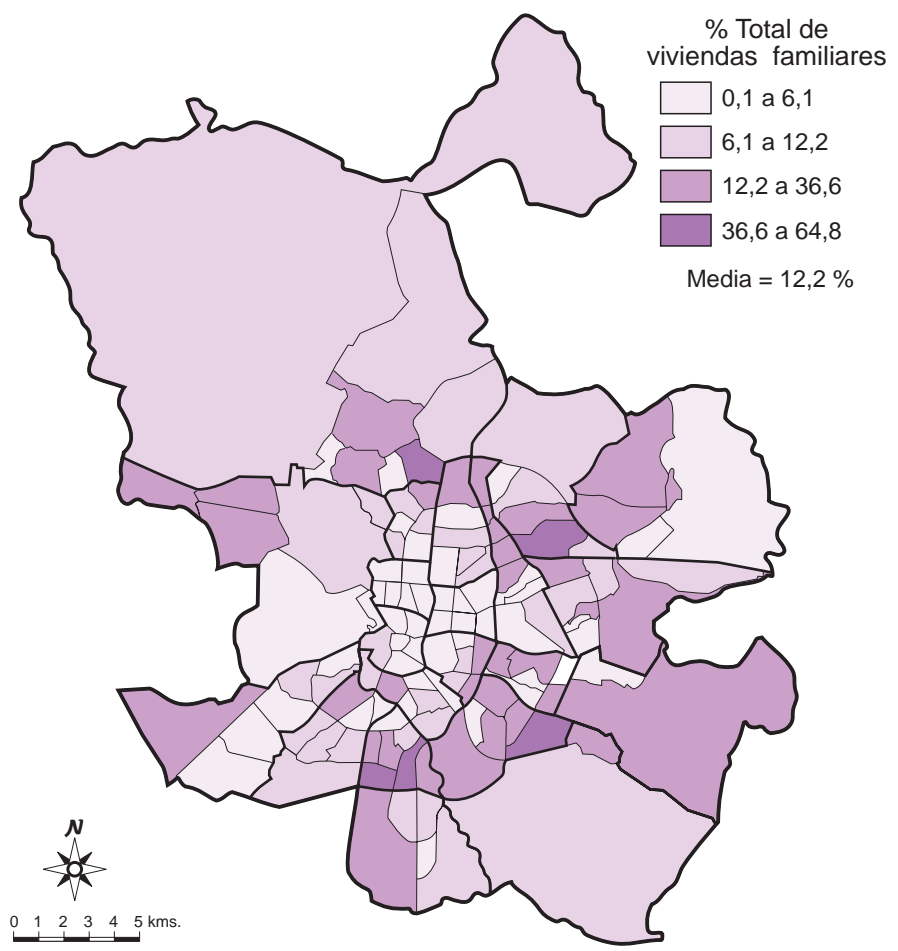 % Total de
viviendas familiares
0,1 a 6,1
6,1 a 12,2
12,2 a 36,6
36,6 a 64,8
Media = 12,2 %
N
0 1 2 3 4 5 kms.